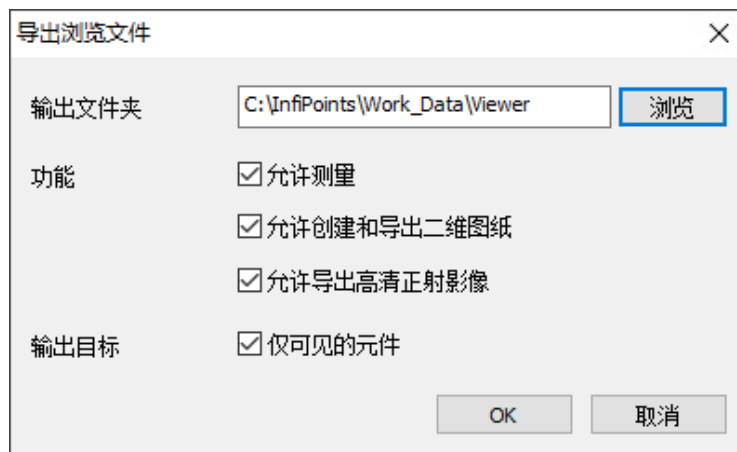 导出浏览文件
输出文件夹 C:\InfiPoints\Work_Data\Viewer 浏览
功能 允许测量
允许创建和导出二维图纸
允许导出高清正射影像
输出目标 仅可见的元件
OK 取消